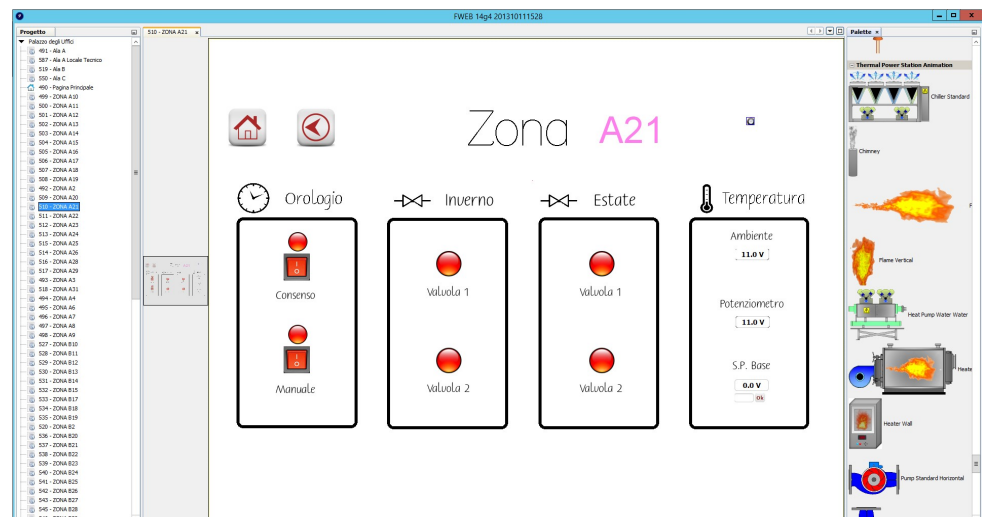 FWEB 14g4 201310111528
Progetto
Palazzo degli Uffici
491 - Ala A
587 - Ala A Locale Tecnico
519 - Ala B
550 - Ala C
490 - Pagina Principale
499 - ZONA A10
500 - ZONA A11
501 - ZONA A12
502 - ZONA A13
503 - ZONA A14
504 - ZONA A15
505 - ZONA A16
506 - ZONA A17
507 - ZONA A18
508 - ZONA A19
492 - ZONA A2
509 - ZONA A20
510 - ZONA A21
511 - ZONA A22
512 - ZONA A23
513 - ZONA A24
515 - ZONA A25
514 - ZONA A26
516 - ZONA A28
517 - ZONA A29
493 - ZONA A3
518 - ZONA A31
494 - ZONA A4
495 - ZONA A6
496 - ZONA A7
497 - ZONA A8
498 - ZONA A9
527 - ZONA B10
528 - ZONA B11
529 - ZONA B12
530 - ZONA B13
531 - ZONA B14
532 - ZONA B15
533 - ZONA B17
534 - ZONA B18
535 - ZONA B19
520 - ZONA B2
536 - ZONA B20
537 - ZONA B21
538 - ZONA B22
539 - ZONA B23
540 - ZONA B24
541 - ZONA B25
542 - ZONA B26
543 - ZONA B27
545 - ZONA B28
510 - ZONA A21
Zona A21
Orologio
Consenso
Manuale
Inverno
Valvola 1
Valvola 2
Estate
Valvola 1
Valvola 2
Temperatura
Ambiente
11.0 V
Potenziometro
11.0 V
S.P. Base
0.0 V
Ok
Palette
Thermal Power Station Animation
Chiller Standard
Chimney
F
Flame Vertical
Heat Pump Water Water
Heate
Heater Wall
Pump Standard Horizontal